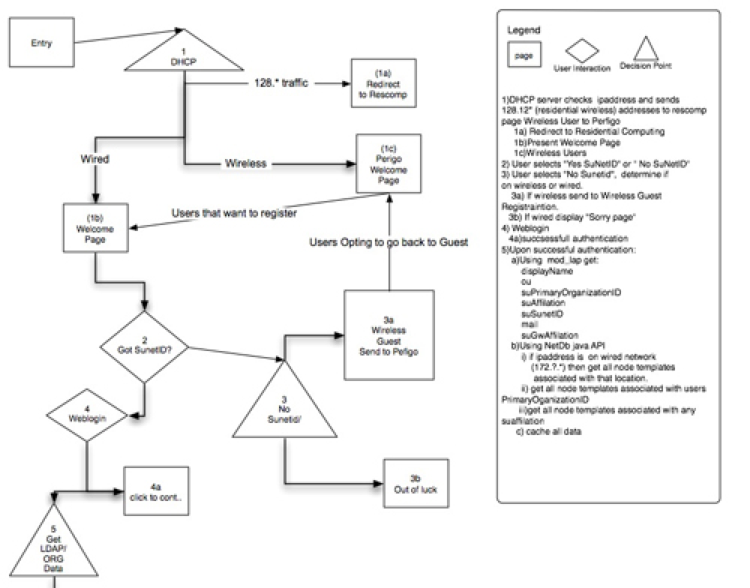 Entry
1
DHCP
128.* traffic
(1a)
Redirect
to Rescomp
Wired
Wireless
(1c)
Perigo
Welcome
Page
(1b)
Welcome
Page
Users that want to register
Users Opting to go back to Guest
2
Got SunetID?
3a
Wireless
Guest
Send to Pefigo
4
Weblogin
3
No
Sunetid/
4a
click to cont..
3b
Out of luck
5
Get
LDAP/
ORG
Data
Legend
page
User Interaction
Decision Point
1)DHCP server checks ipaddress and sends
128.12* (residential wireless) addresses to rescomp
page Wireless User to Perfigo
1a) Redirect to Residential Computing
1b)Present Welcome Page
1c)Wireless Users
2) User selects "Yes SuNetID" or " No SuNetID"
3) User selects "No Sunetid", determine if
on wireless or wired.
3a) If wireless send to Wireless Guest
Registraintion.
3b) If wired display "Sorry page"
4) Weblogin
4a)succsessfull authentication
5)Upon successful authentication:
a)Using mod_lap get:
displayName
ou
suPrimaryOrganizationID
suAffilation
suSunetID
mail
suGwAffilation
b)Using NetDb java API
i) if ipaddress is on wired network
(172.?.*) then get all node templates
associated with that location.
ii) get all node templates associated with users
PrimaryOganizationID
iii)get all node templates associated with any
suaffilation
c) cache all data